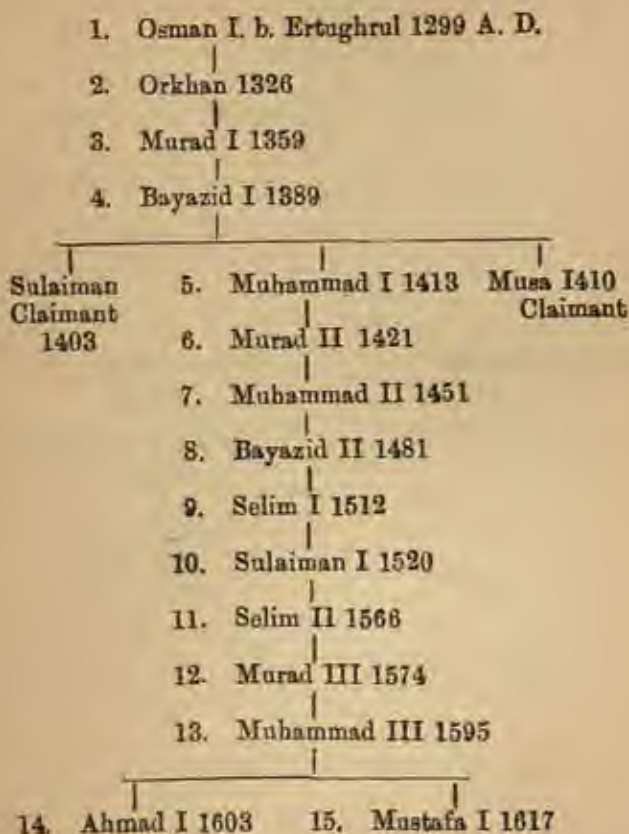 1. Osman I. b. Ertughrul 1299 A. D.
2. Orkhan 1326
3. Murad I 1359
4. Bayazid I 1389
Sulaiman 5. Muhammad I 1413 Musa 1410
Claimant Claimant
1403 6. Murad II 1421
7. Muhammad II 1451
8. Bayazid II 1481
9. Selim I 1512
10. Sulaiman I 1520
11. Selim II 1566
12. Murad III 1574
13. Muhammad III 1595
14. Ahmad I 1603 15. Mustafa I 1617